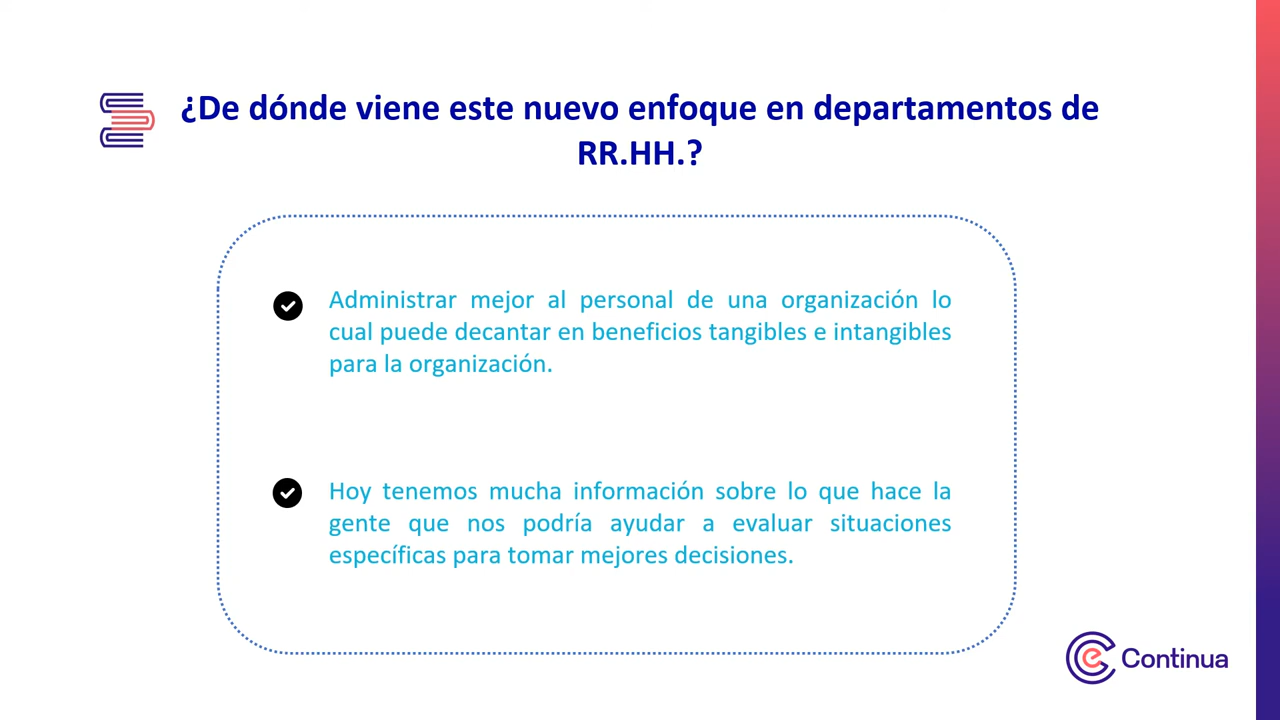 ¿De dónde viene este nuevo enfoque en departamentos de
RR.HH.?
Administrar mejor al personal de una organización lo
cual puede decantar en beneficios tangibles e intangibles
para la organización.
Hoy tenemos mucha información sobre lo que hace la
gente que nos podría ayudar a evaluar situaciones
específicas para tomar mejores decisiones.
Continua